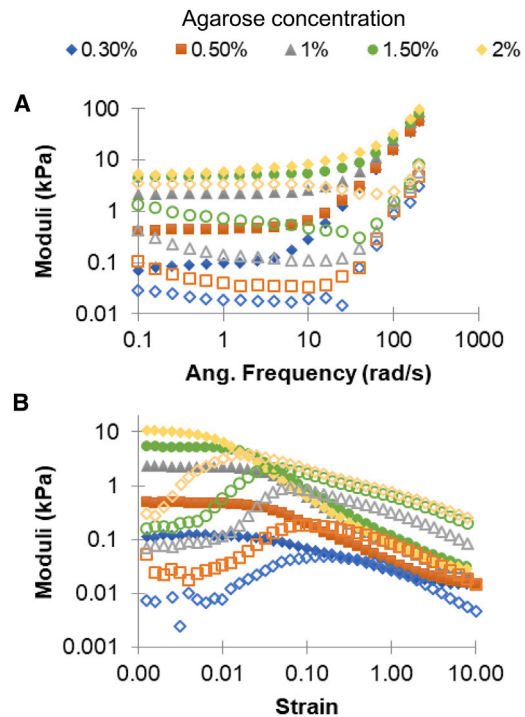 Agarose concentration
0.30% 0.50% 1% 1.50% 2%
A
Moduli (kPa)
100
10
1
0.1
0.01
0.1 1 10 100 1000
Ang. Frequency (rad/s)
B
Moduli (kPa)
10
1
0.1
0.01
0.001
0.00 0.01 0.10 1.00 10.00
Strain